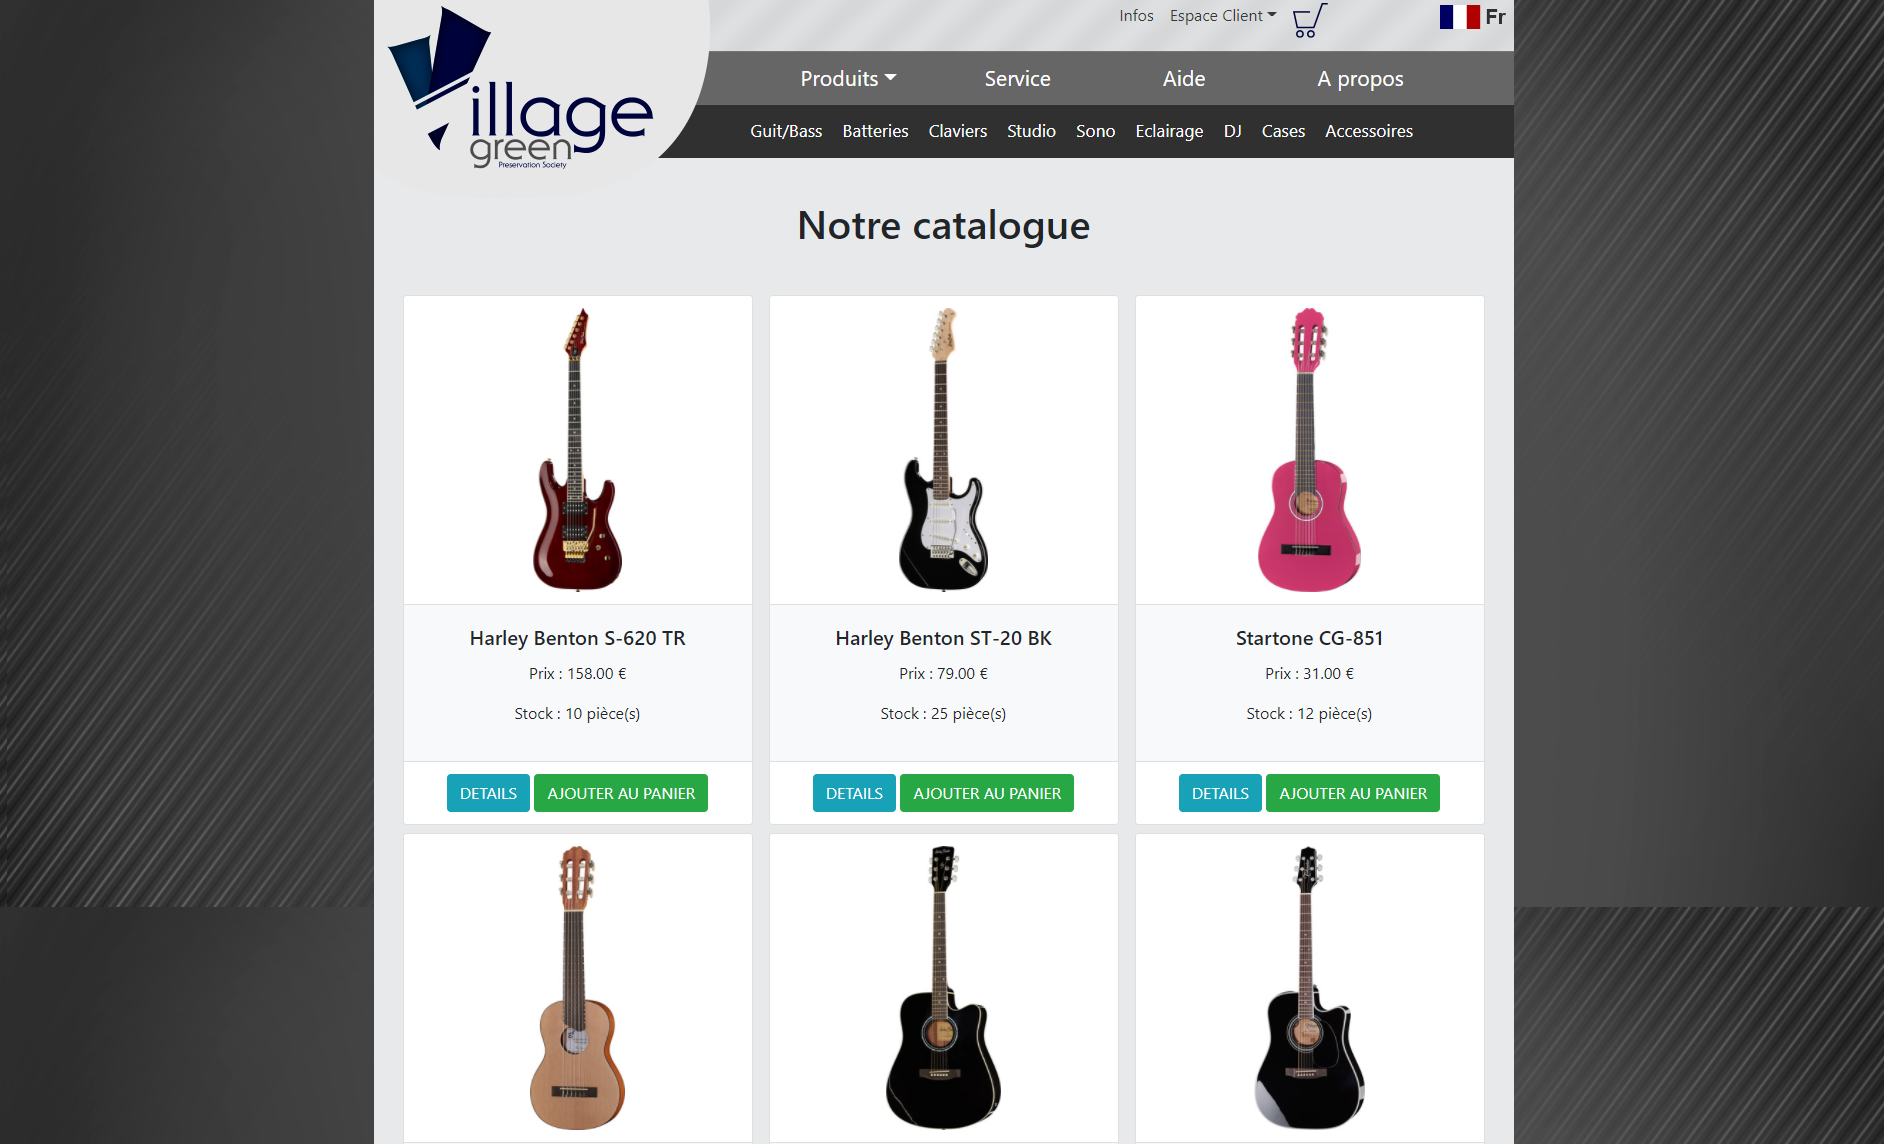 Infos Espace Client Fr
Produits Service Aide A propos
Guit/Bass Batteries Claviers Studio Sono Eclairage DJ Cases Accessoires
illage
green
Preservation Society
Notre catalogue
Harley Benton S-620 TR
Prix : 158.00 €
Stock : 10 pièce(s)
DETAILS AJOUTER AU PANIER
Harley Benton ST-20 BK
Prix : 79.00 €
Stock : 25 pièce(s)
DETAILS AJOUTER AU PANIER
Startone CG-851
Prix : 31.00 €
Stock : 12 pièce(s)
DETAILS AJOUTER AU PANIER